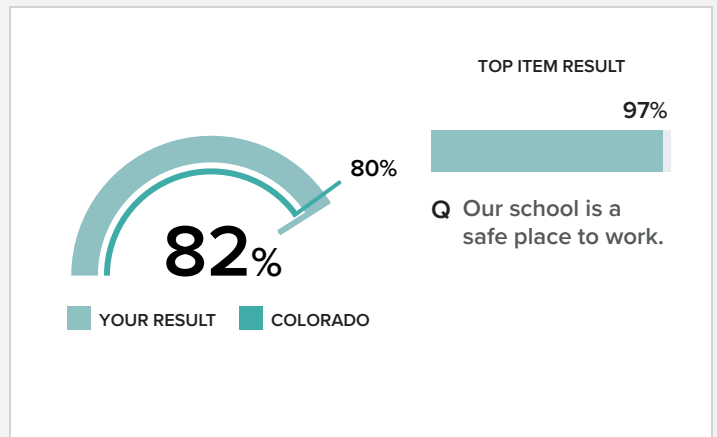 80%
82%
YOUR RESULT
COLORADO
TOP ITEM RESULT
97%
Q Our school is a
safe place to work.